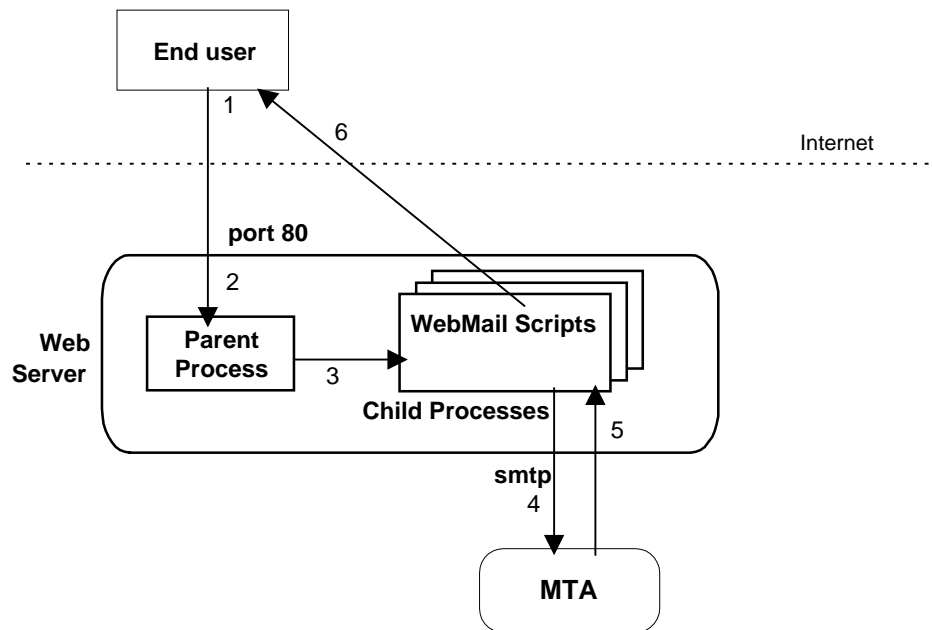 End user
1
6
Internet
port 80
2
Web
Server
Parent
Process
3
WebMail Scripts
Child Processes
5
smtp
4
MTA